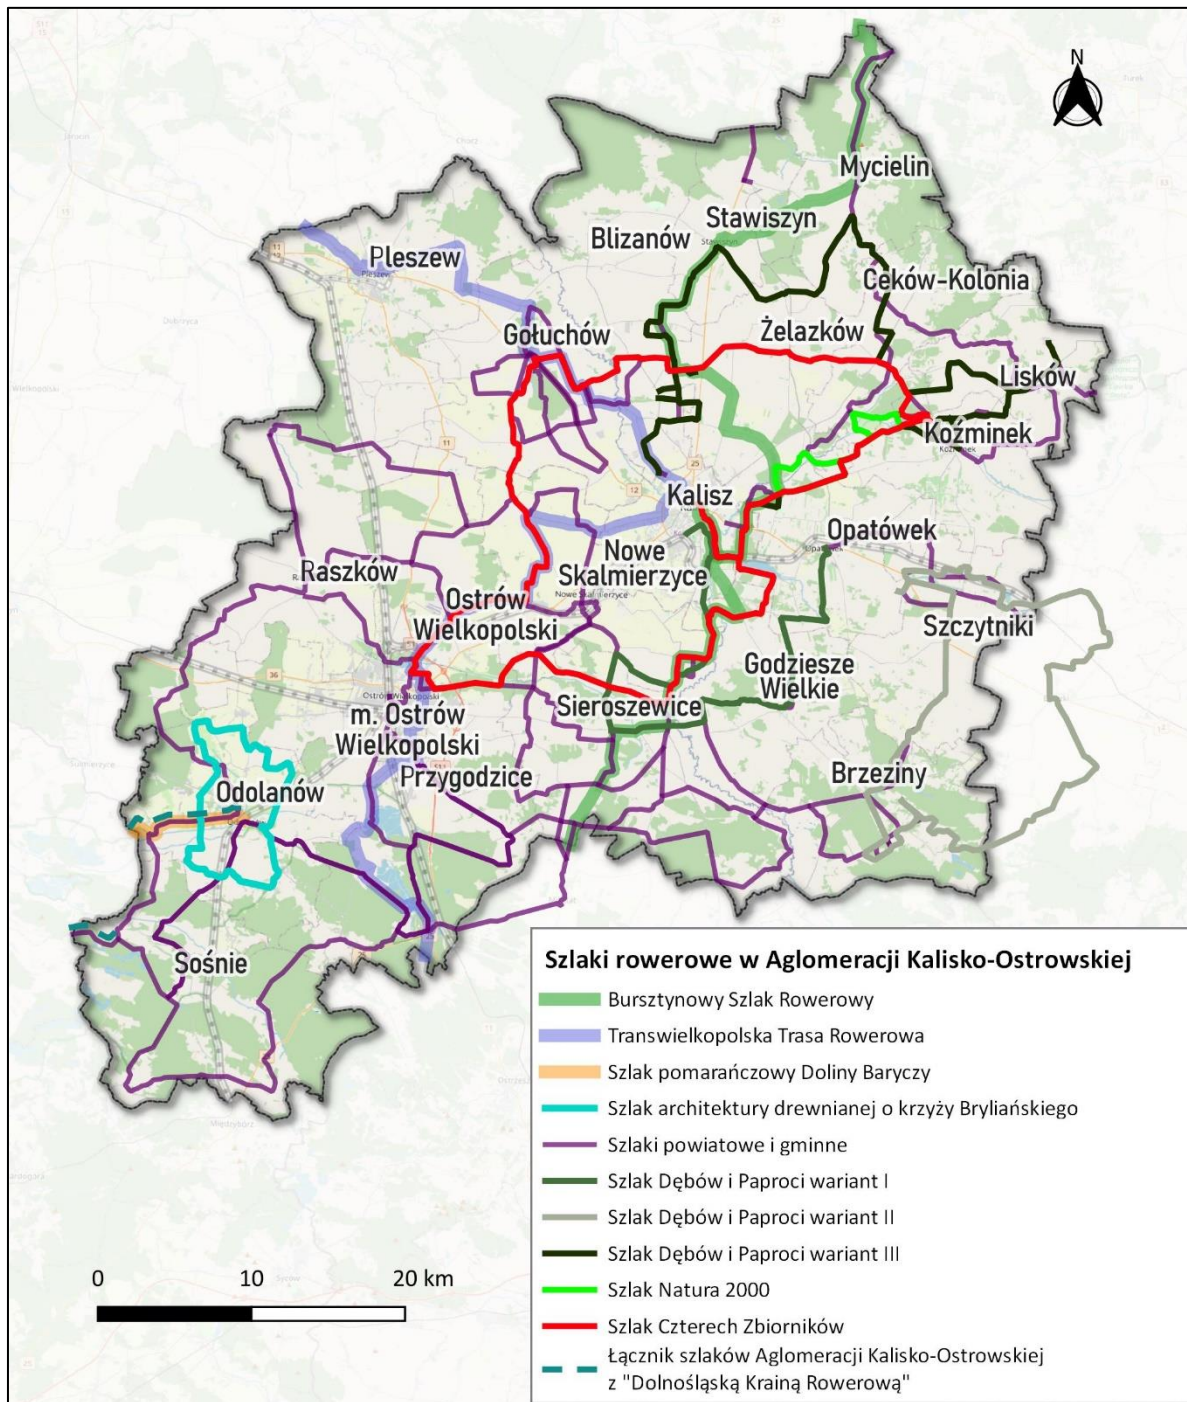 N
Mycielin
Stawiszyn
Blizanów
Pleszew
Ceków-Kolonia
Gołuchów
Żelazków
Lisków
Koźminek
Kalisz
Opatówek
Nowe
Skalmierzyce
Raszków
Ostrów
Wielkopolski
Szczytniki
Godziesze
Wielkie
Sieroszewice
m. Ostrów
Wielkopolski
Przygodzice
Brzeziny
Odolanów
Sośnie
Szlaki rowerowe w Aglomeracji Kalisko-Ostrowskiej
Bursztynowy Szlak Rowerowy
Transwielkopolska Trasa Rowerowa
Szlak pomarańczowy Doliny Baryczy
Szlak architektury drewnianej o krzyży Bryliańskiego
Szlaki powiatowe i gminne
Szlak Dębów i Paproci wariant I
Szlak Dębów i Paproci wariant II
Szlak Dębów i Paproci wariant III
Szlak Natura 2000
Szlak Czterech Zbiorników
Łącznik szlaków Aglomeracji Kalisko-Ostrowskiej
z "Dolnośląską Krainą Rowerową"
0 10 20 km